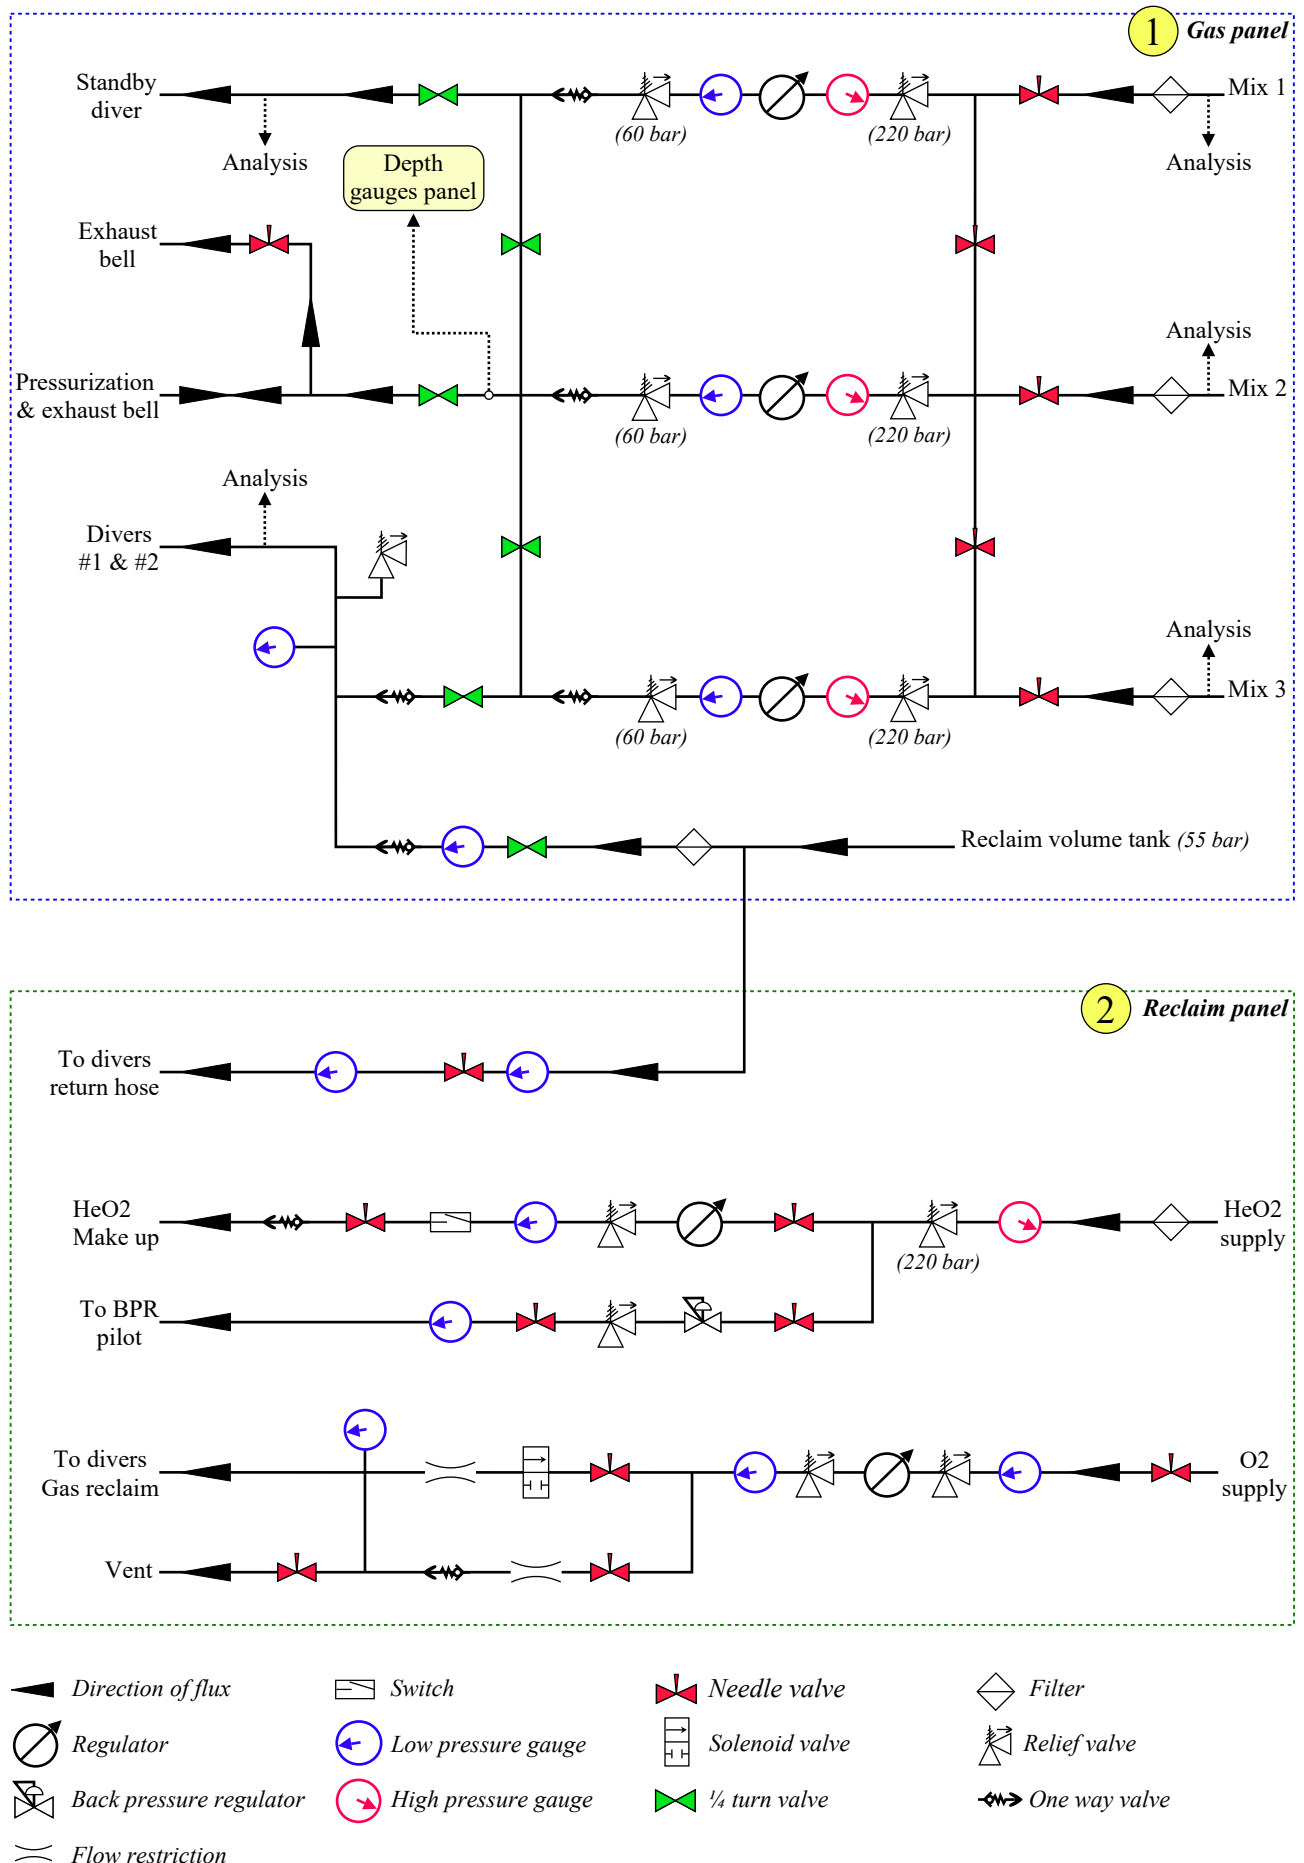 1 Gas panel
Standby
diver
Mix 1
(60 bar)
(220 bar)
Analysis
Analysis
Depth
gauges panel
Exhaust
bell
Analysis
Pressurization
& exhaust bell
Mix 2
(60 bar)
(220 bar)
Analysis
Divers
#1 & #2
Analysis
Mix 3
(60 bar)
(220 bar)
Reclaim volume tank (55 bar)
2 Reclaim panel
To divers
return hose
HeO2
Make up
HeO2
supply
(220 bar)
To BPR
pilot
To divers
Gas reclaim
O2
supply
Vent
Direction of flux
Switch
Needle valve
Filter
Regulator
Low pressure gauge
Solenoid valve
Relief valve
Back pressure regulator
High pressure gauge
¼ turn valve
One way valve
Flow restriction